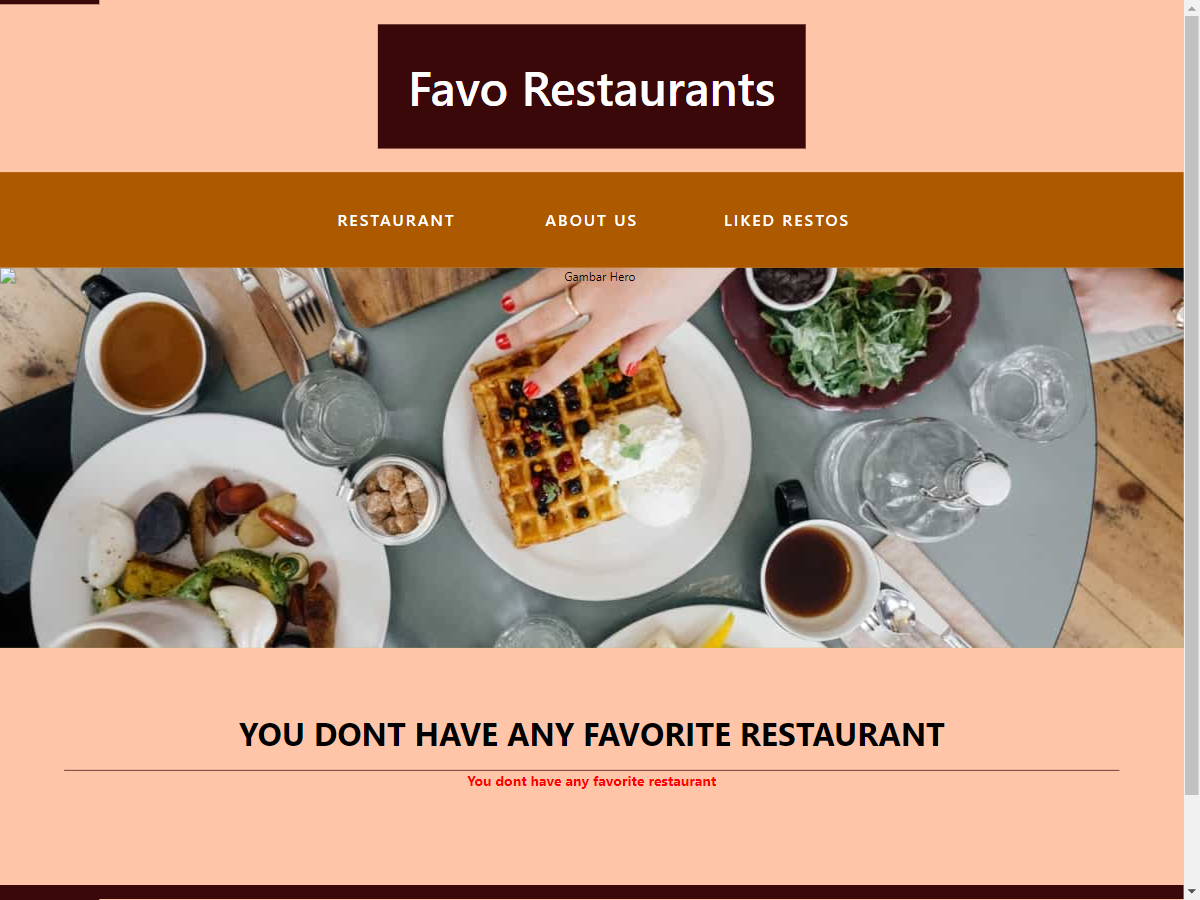 Favo Restaurants
RESTAURANT
ABOUT US
LIKED RESTOS
Gambar Hero
YOU DONT HAVE ANY FAVORITE RESTAURANT
You dont have any favorite restaurant